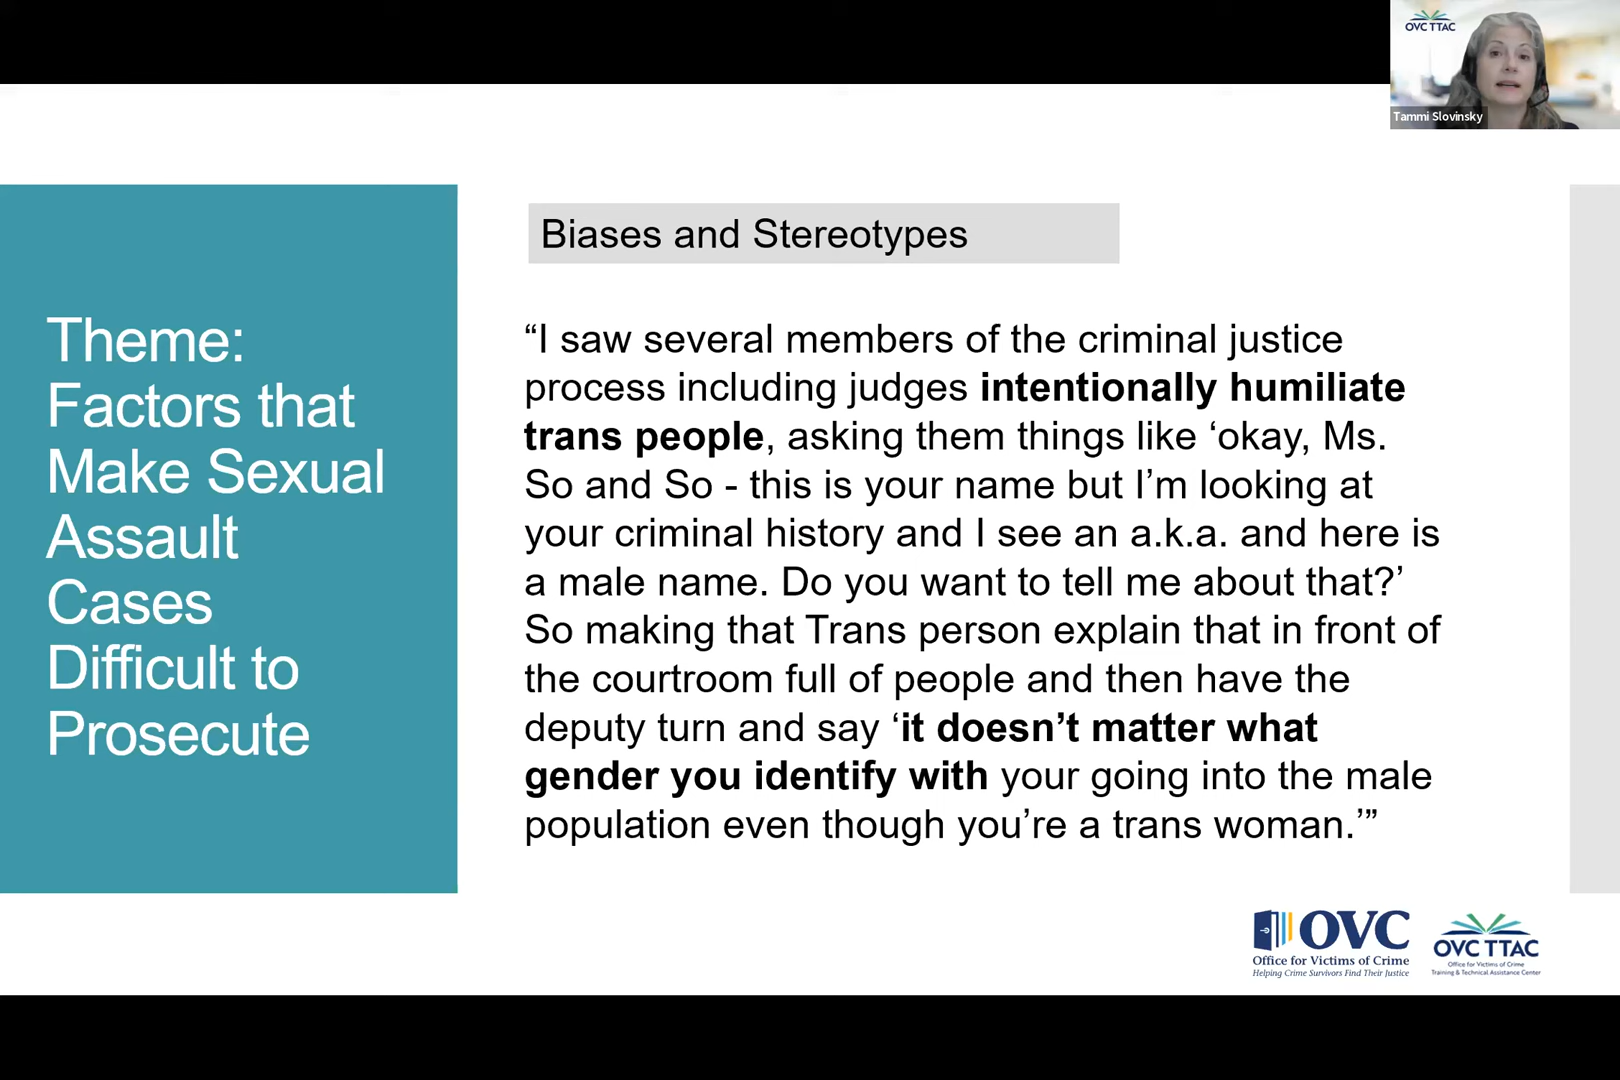 OVC TTAC
Tammi Slovinsky
Theme:
Factors that
Make Sexual
Assault
Cases
Difficult to
Prosecute
Biases and Stereotypes
“I saw several members of the criminal justice
process including judges intentionally humiliate
trans people, asking them things like ‘okay, Ms.
So and So - this is your name but I’m looking at
your criminal history and I see an a.k.a. and here is
a male name. Do you want to tell me about that?’
So making that Trans person explain that in front of
the courtroom full of people and then have the
deputy turn and say ‘it doesn’t matter what
gender you identify with your going into the male
population even though you’re a trans woman.’”
OVC
Office for Victims of Crime
Helping Crime Survivors Find Their Justice
OVC TTAC
Office for Victims of Crime
Training & Technical Assistance Center